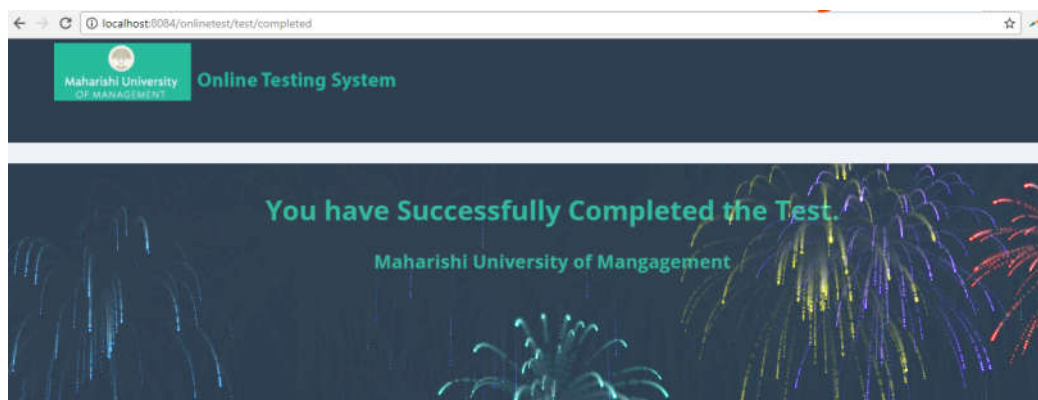 localhost:8084/onlinetest/test/completed
Maharishi University
OF MANAGEMENT
Online Testing System
You have Successfully Completed the Test.
Maharishi University of Mangagement